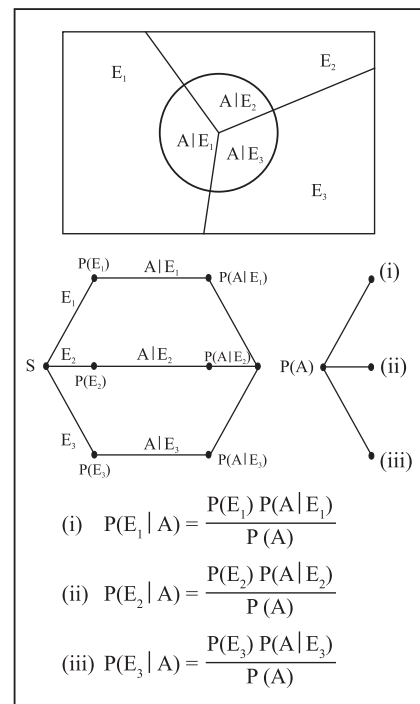 E₁
E₂
A|E₂
A|E₁
A|E₃
E₃
P(E₁) A|E₁ P(A|E₁)
(i)
E₁
S E₂ A|E₂ P(A|E₂) P(A) (ii)
P(E₂)
E₃ A|E₃
P(E₃) P(A|E₃) (iii)
(i) P(E₁| A) = P(E₁) P(A|E₁) / P (A)
(ii) P(E₂| A) = P(E₂) P(A|E₂) / P(A)
(iii) P(E₃| A) = P(E₃) P(A|E₃) / P(A)